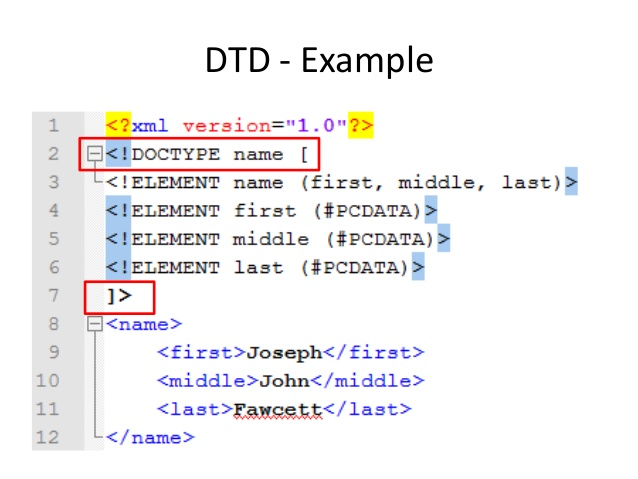 DTD - Example
1 <?xml version="1.0"?>
2 <!DOCTYPE name [
3 <!ELEMENT name (first, middle, last)>
4 <!ELEMENT first (#PCDATA)>
5 <!ELEMENT middle (#PCDATA)>
6 <!ELEMENT last (#PCDATA)>
7 ]>
8 <name>
9 <first>Joseph</first>
10 <middle>John</middle>
11 <last>Fawcett</last>
12 </name>